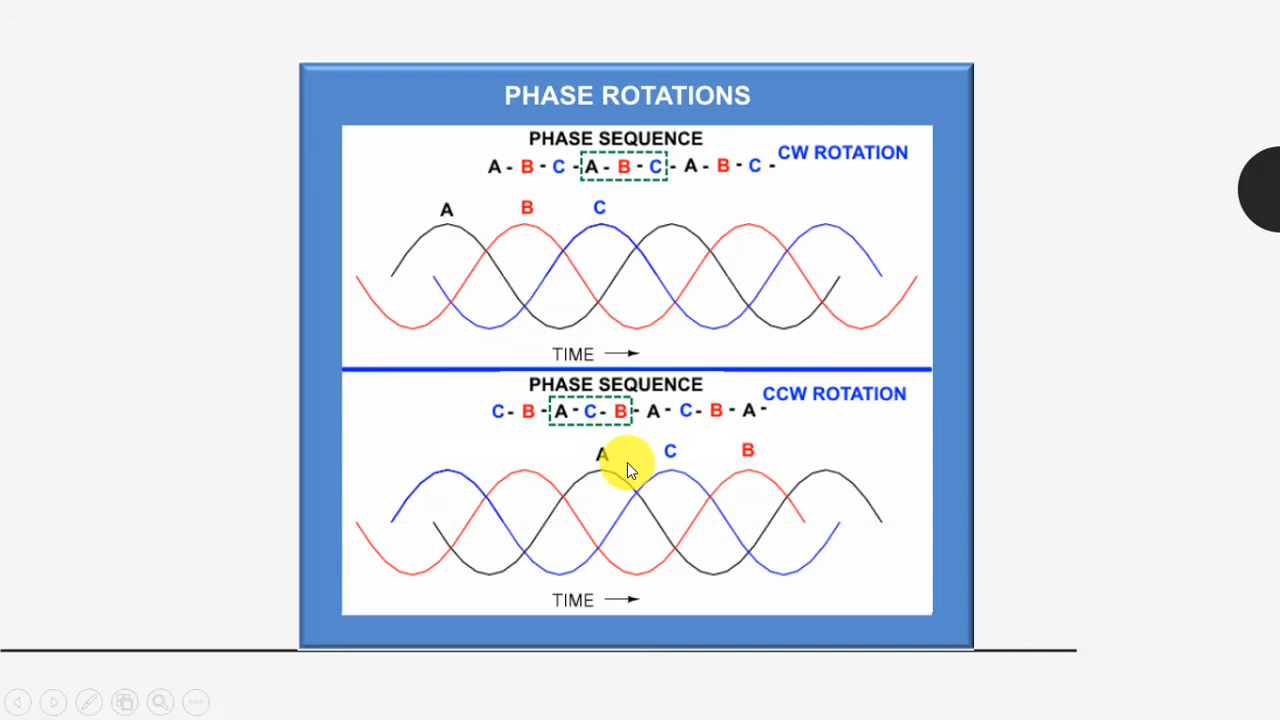 PHASE ROTATIONS
PHASE SEQUENCE
CW ROTATION
A - B - C - A - B - C - A - B - C -
A B C
TIME
PHASE SEQUENCE
CCW ROTATION
C - B - A - C - B - A - C - B - A -
A C B
TIME